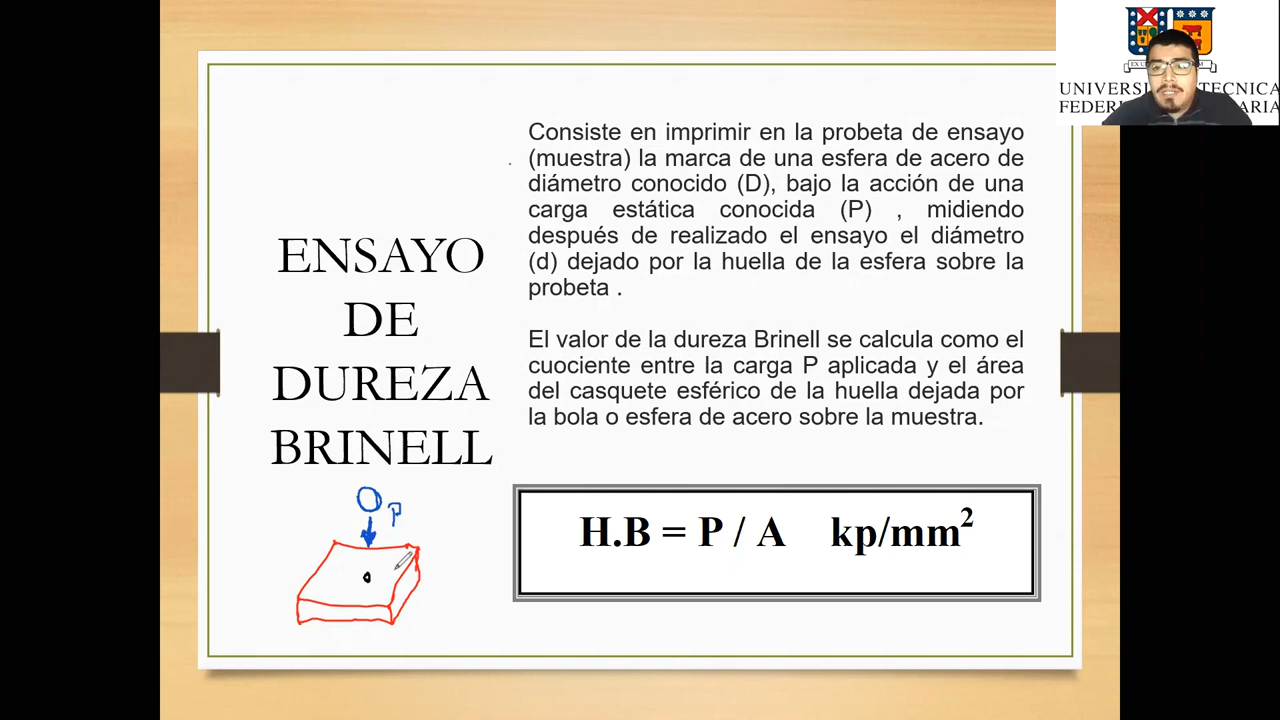 UNIVERSI TECNICA
FEDERI ARIA
Consiste en imprimir en la probeta de ensayo
(muestra) la marca de una esfera de acero de
diámetro conocido (D), bajo la acción de una
carga estática conocida (P) , midiendo
después de realizado el ensayo el diámetro
(d) dejado por la huella de la esfera sobre la
probeta .
El valor de la dureza Brinell se calcula como el
cuociente entre la carga P aplicada y el área
del casquete esférico de la huella dejada por
la bola o esfera de acero sobre la muestra.
ENSAYO
DE
DUREZA
BRINELL
P
H.B = P / A kp/mm²